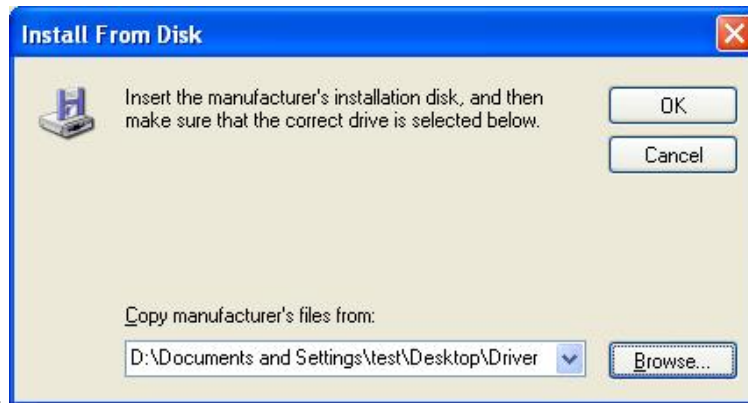 Install From Disk
Insert the manufacturer's installation disk, and then
make sure that the correct drive is selected below.
OK
Cancel
Copy manufacturer's files from:
D:\Documents and Settings\test\Desktop\Driver
Browse...